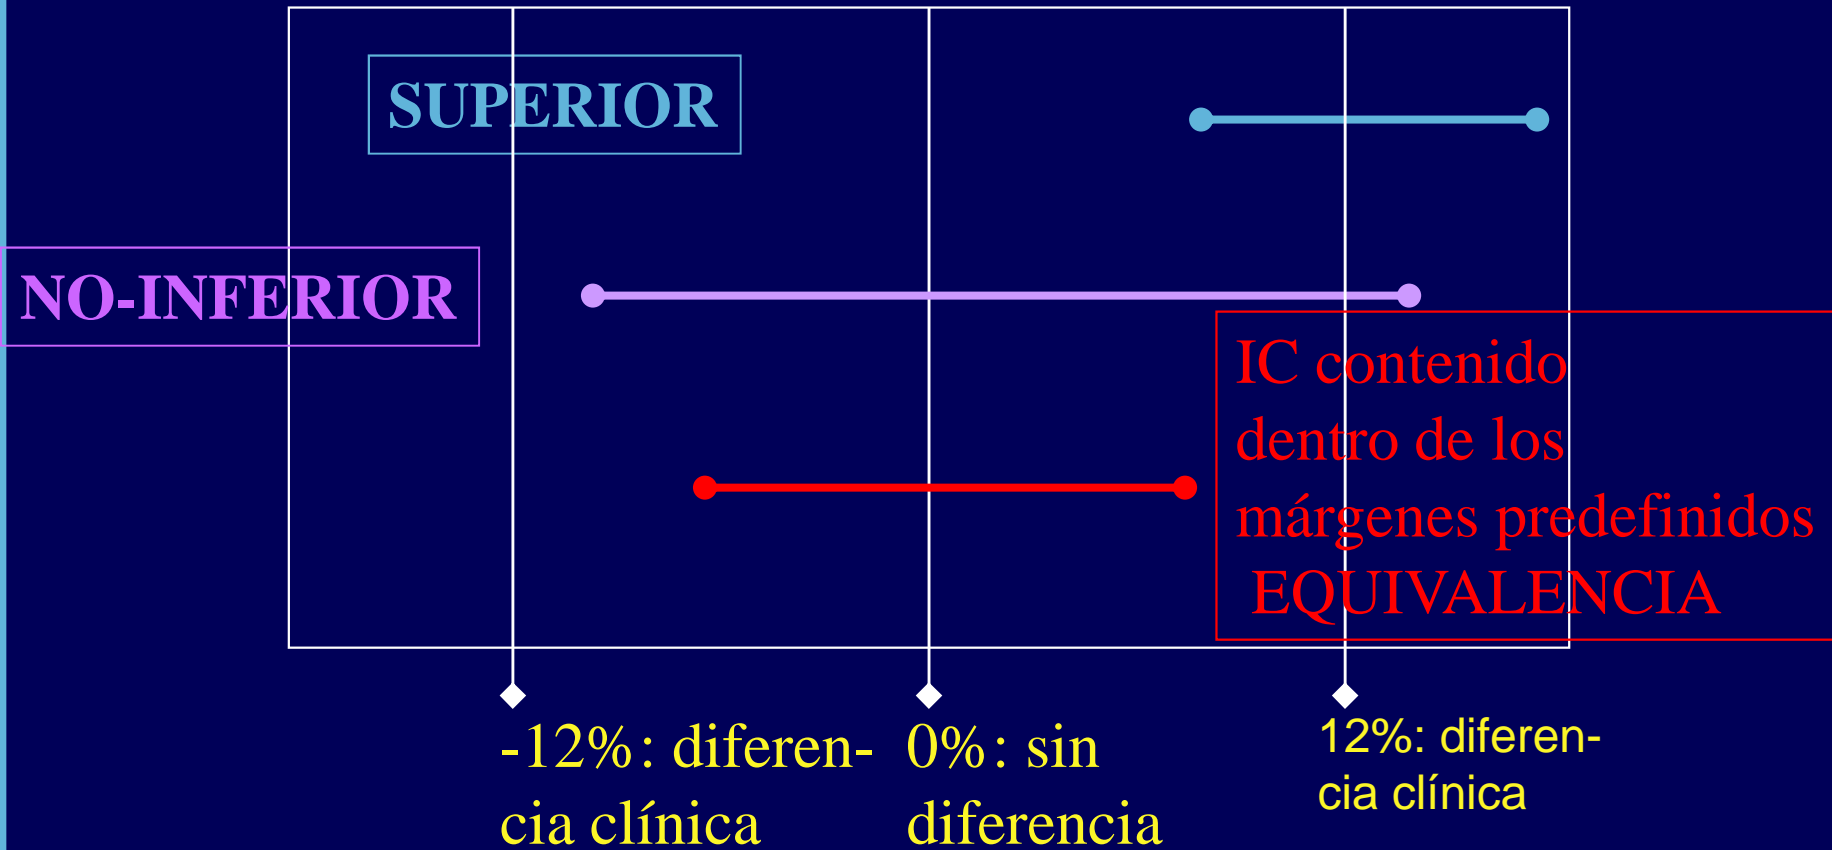 SUPERIOR
NO-INFERIOR
IC contenido
dentro de los
márgenes predefinidos
EQUIVALENCIA
-12%: diferen-
cia clínica
0%: sin
diferencia
12%: diferen-
cia clínica